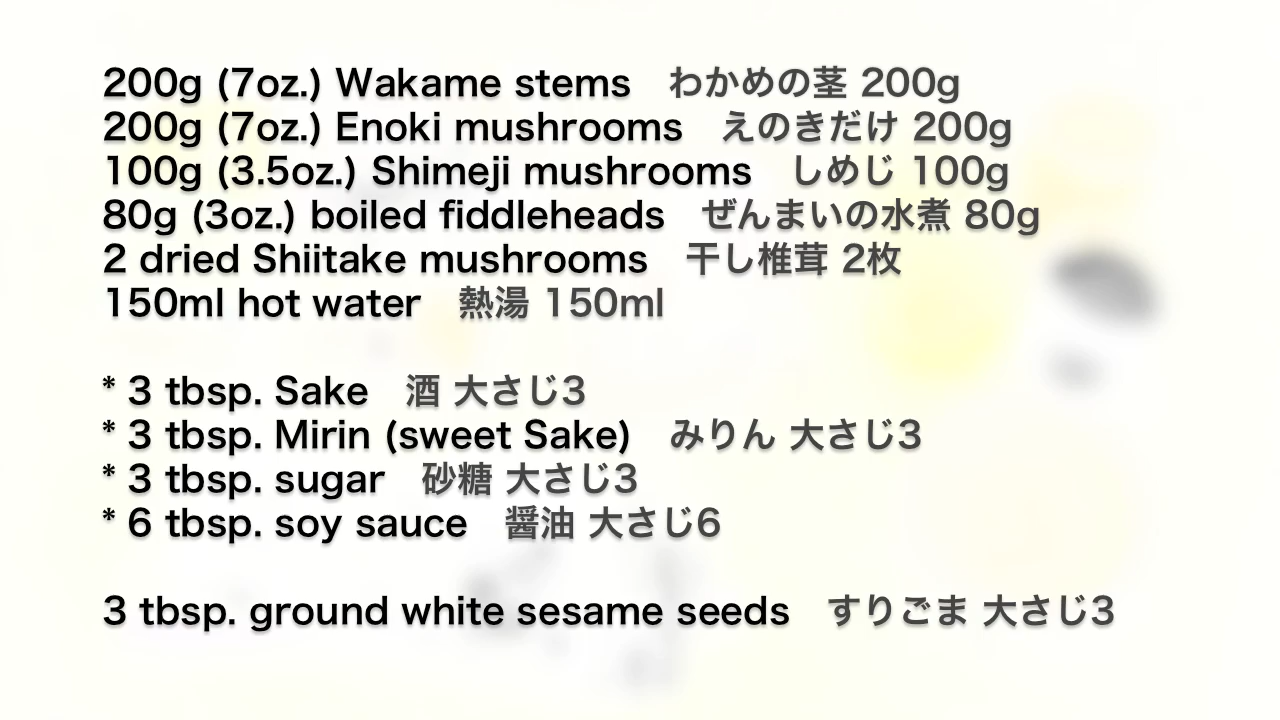 200g (7oz.) Wakame stems わかめの茎 200g
200g (7oz.) Enoki mushrooms えのきだけ 200g
100g (3.5oz.) Shimeji mushrooms しめじ 100g
80g (3oz.) boiled fiddleheads ぜんまいの水煮 80g
2 dried Shiitake mushrooms 干し椎茸 2枚
150ml hot water 熱湯 150ml
* 3 tbsp. Sake 酒 大さじ3
* 3 tbsp. Mirin (sweet Sake) みりん 大さじ3
* 3 tbsp. sugar 砂糖 大さじ3
* 6 tbsp. soy sauce 醤油 大さじ6
3 tbsp. ground white sesame seeds すりごま 大さじ3